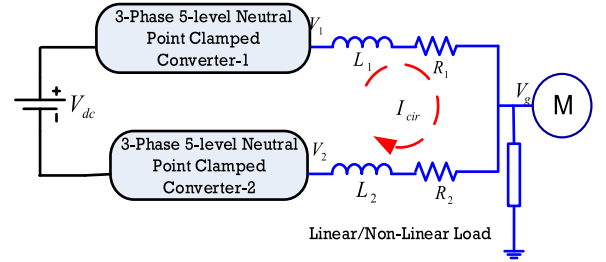 3-Phase 5-level Neutral
Point Clamped
Converter-1
V1
L1
R1
Vdc
Icir
Vg
M
3-Phase 5-level Neutral
Point Clamped
Converter-2
V2
L2
R2
Linear/Non-Linear Load